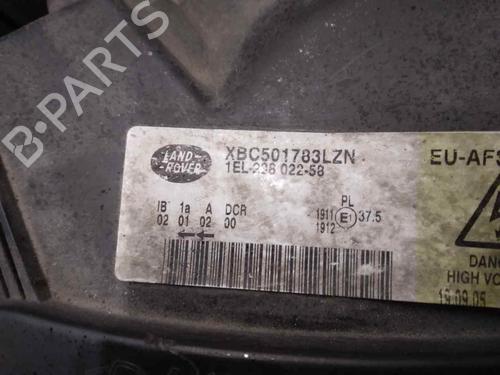 LAND-
ROVER
XBC501783LZN
1EL-236 022-58
EU-AFS
IB 1a A DCR
02 01 02 00
PL
1911 E1 37.5
1912
DANG
HIGH VO
19.09.05
B-PARTS